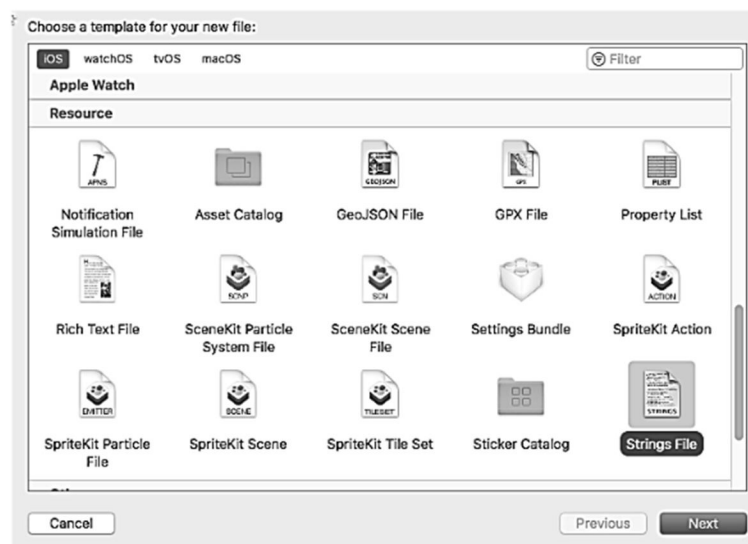 Choose a template for your new file:
iOS watchOS tvOS macOS Filter
Apple Watch
Resource
APNS GEOJSON GPX PLIST
Notification Simulation File
Asset Catalog
GeoJSON File
GPX File
Property List
SCNP SCN ACTION
Rich Text File
SceneKit Particle System File
SceneKit Scene File
Settings Bundle
SpriteKit Action
EMITTER SCENE TILESET STRINGS
SpriteKit Particle File
SpriteKit Scene
SpriteKit Tile Set
Sticker Catalog
Strings File
Cancel Previous Next